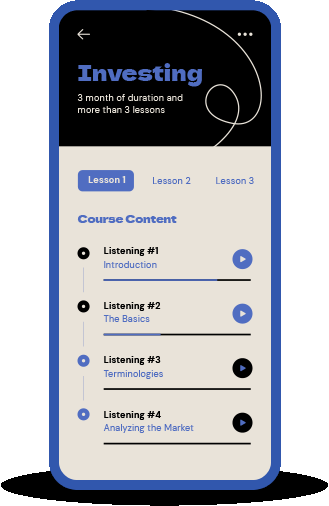 Investing
3 month of duration and
more than 3 lessons
Lesson 1 Lesson 2 Lesson 3
Course Content
Listening #1
Introduction
Listening #2
The Basics
Listening #3
Terminologies
Listening #4
Analyzing the Market